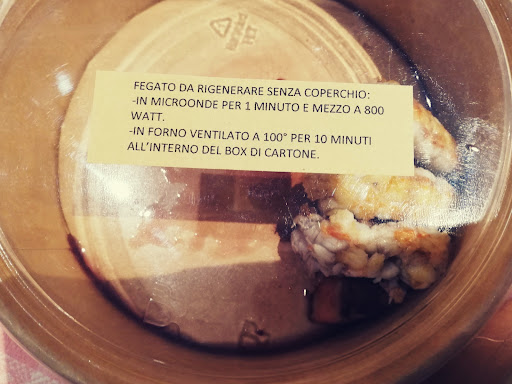 FEGATO DA RIGENERARE SENZA COPERCHIO:
-IN MICROONDE PER 1 MINUTO E MEZZO A 800
WATT.
-IN FORNO VENTILATO A 100° PER 10 MINUTI
ALL'INTERNO DEL BOX DI CARTONE.